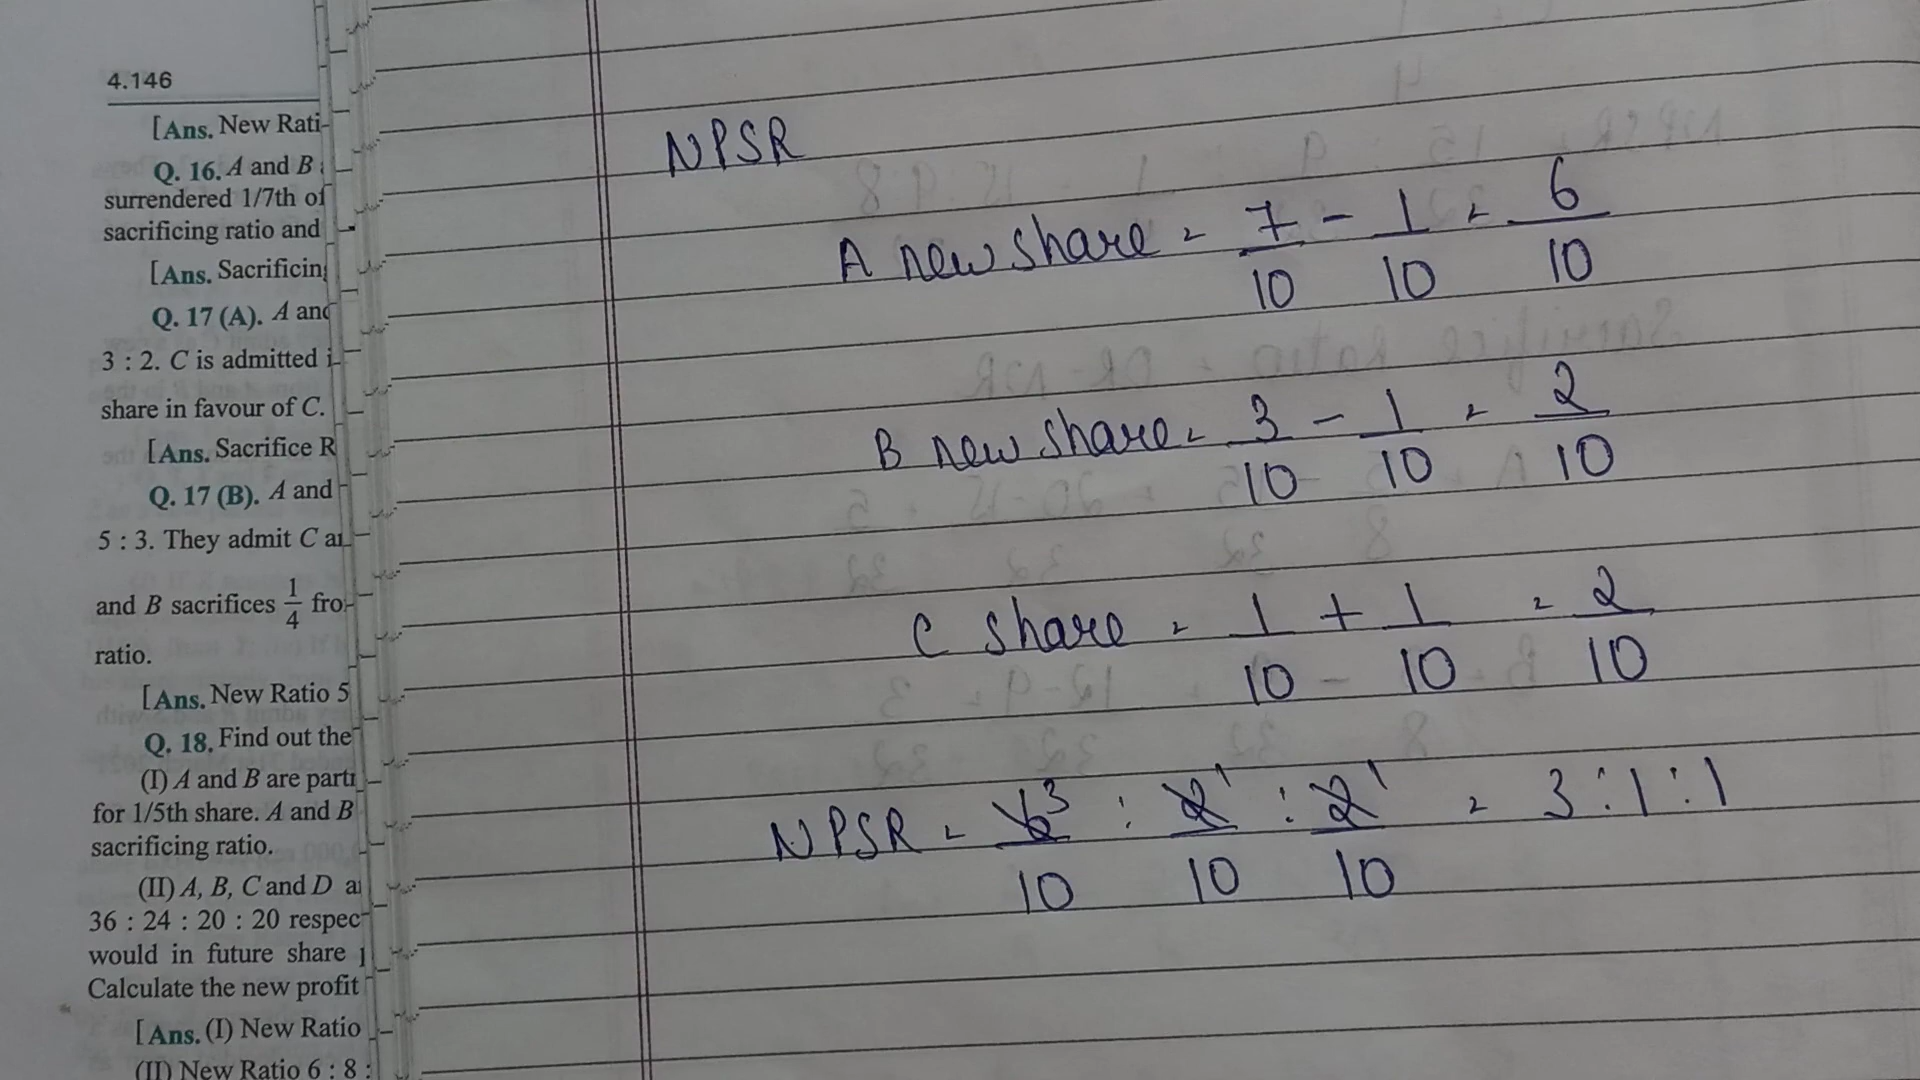 4.146
[Ans. New Rati
Q. 16. A and B
surrendered 1/7th of
sacrificing ratio and
[Ans. Sacrificing
Q. 17 (A). A and
3 : 2. C is admitted i
share in favour of C.
[Ans. Sacrifice R
Q. 17 (B). A and
5 : 3. They admit C a
and B sacrifices 1/4 fro
ratio.
[Ans. New Ratio 5
Q. 18. Find out the
(I) A and B are part
for 1/5th share. A and B
sacrificing ratio.
(II) A, B, C and D a
36 : 24 : 20 : 20 respec
would in future share
Calculate the new profit
[Ans. (I) New Ratio
(II) New Ratio 6 : 8 :
NPSR
A new share = 7/10 - 1/10 = 6/10
B new share = 3/10 - 1/10 = 2/10
C share = 1/10 + 1/10 = 2/10
NPSR = 6 3/10 : 2 1/10 : 2 1/10 = 3 : 1 : 1